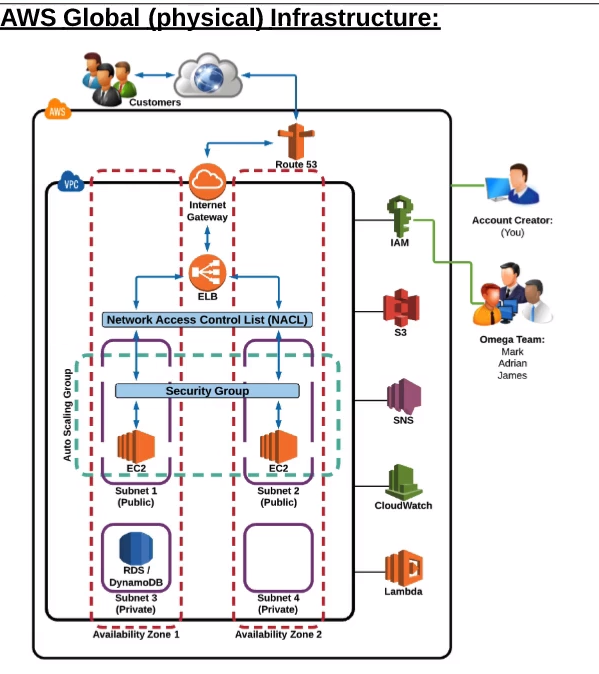 AWS Global (physical) Infrastructure:
Customers
AWS
Route 53
VPC
Internet
Gateway
IAM
Account Creator:
(You)
ELB
Network Access Control List (NACL)
S3
Omega Team:
Mark
Adrian
James
Auto Scaling Group
Security Group
SNS
EC2
EC2
Subnet 1
(Public)
Subnet 2
(Public)
CloudWatch
RDS /
DynamoDB
Subnet 3
(Private)
Subnet 4
(Private)
Lambda
Availability Zone 1
Availability Zone 2